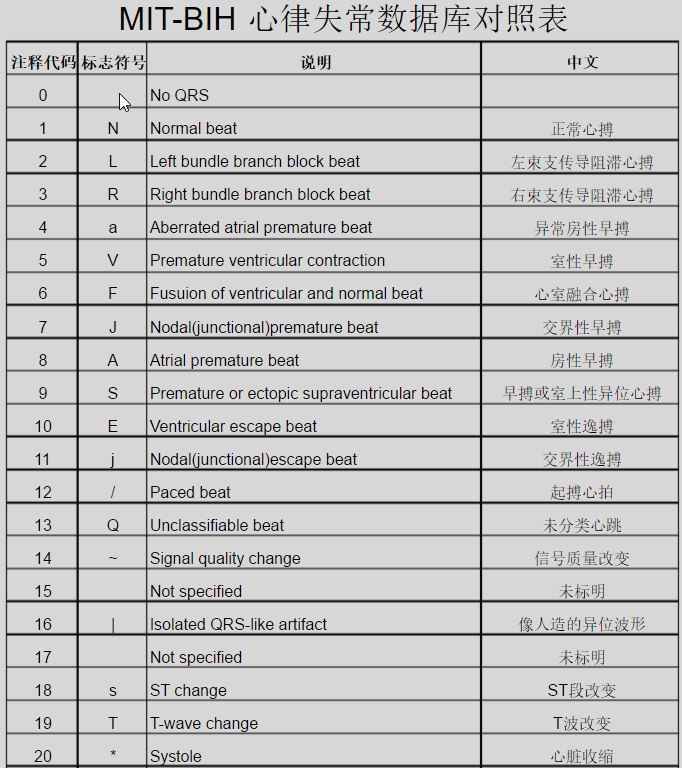 MIT-BIH 心律失常数据库对照表
注释代码 标志符号 说明 中文
0 No QRS
1 N Normal beat 正常心搏
2 L Left bundle branch block beat 左束支传导阻滞心搏
3 R Right bundle branch block beat 右束支传导阻滞心搏
4 a Aberrated atrial premature beat 异常房性早搏
5 V Premature ventricular contraction 室性早搏
6 F Fusuion of ventricular and normal beat 心室融合心搏
7 J Nodal(junctional)premature beat 交界性早搏
8 A Atrial premature beat 房性早搏
9 S Premature or ectopic supraventricular beat 早搏或室上性异位心搏
10 E Ventricular escape beat 室性逸搏
11 j Nodal(junctional)escape beat 交界性逸搏
12 / Paced beat 起搏心拍
13 Q Unclassifiable beat 未分类心跳
14 ~ Signal quality change 信号质量改变
15 Not specified 未标明
16 | Isolated QRS-like artifact 像人造的异位波形
17 Not specified 未标明
18 s ST change ST段改变
19 T T-wave change T波改变
20 * Systole 心脏收缩